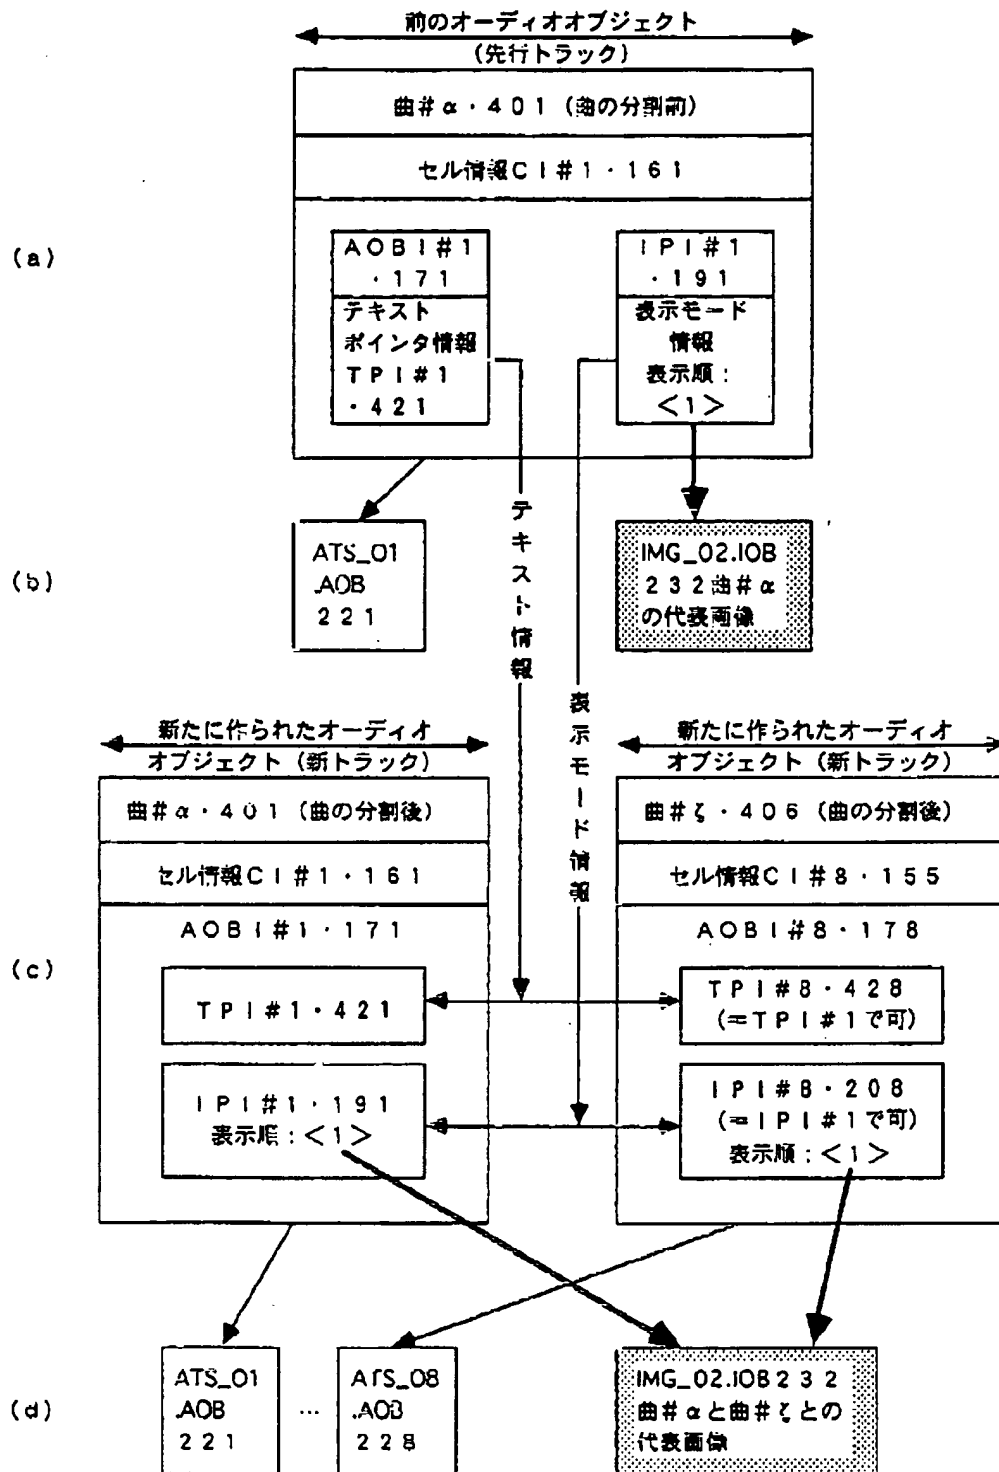 前のオーディオオブジェクト
(先行トラック)
曲#α・401(曲の分割前)
セル情報CI#1・161
(a)
AOBI#1
・171
テキスト
ポインタ情報
TPI#1
・421
IPI#1
・191
表示モード
情報
表示順:
<1>
テキスト情報
表示モード情報
(b)
ATS_01
.AOB
221
IMG_02.IOB
232曲#α
の代表画像
新たに作られたオーディオ
オブジェクト(新トラック)
曲#α・401(曲の分割後)
セル情報CI#1・161
AOBI#1・171
(c)
TPI#1・421
IPI#1・191
表示順:<1>
新たに作られたオーディオ
オブジェクト(新トラック)
曲#ζ・406(曲の分割後)
セル情報CI#8・155
AOBI#8・178
TPI#8・428
(=TPI#1で可)
IPI#8・208
(=IPI#1で可)
表示順:<1>
(d)
ATS_01
.AOB
221
...
ATS_08
.AOB
228
IMG_02.IOB232
曲#αと曲#ζとの
代表画像